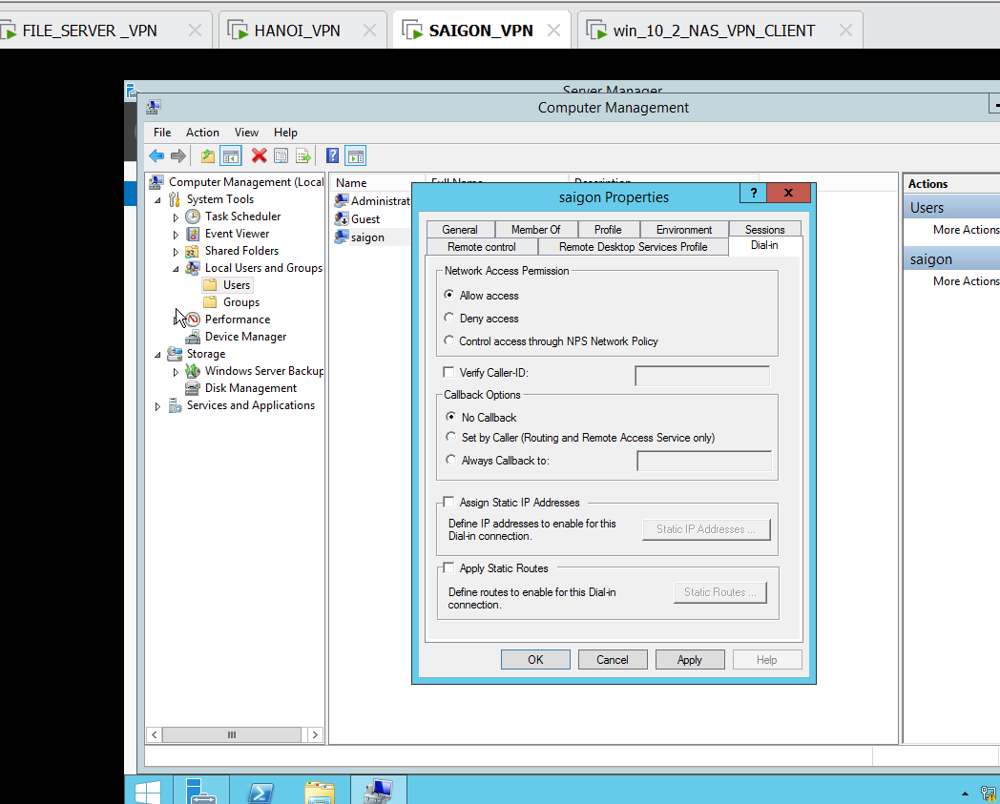 FILE_SERVER _VPN
HANOI_VPN
SAIGON_VPN
win_10_2_NAS_VPN_CLIENT
Server Manager
Computer Management
File Action View Help
Computer Management (Local
System Tools
Task Scheduler
Event Viewer
Shared Folders
Local Users and Groups
Users
Groups
Performance
Device Manager
Storage
Windows Server Backup
Disk Management
Services and Applications
Name Full Name Description
Administrat
Guest
saigon
Actions
Users
More Actions
saigon
More Actions
saigon Properties
? x
General Member Of Profile Environment Sessions
Remote control Remote Desktop Services Profile Dial-in
Network Access Permission
Allow access
Deny access
Control access through NPS Network Policy
Verify Caller-ID:
Callback Options
No Callback
Set by Caller (Routing and Remote Access Service only)
Always Callback to:
Assign Static IP Addresses
Define IP addresses to enable for this
Dial-in connection.
Static IP Addresses ...
Apply Static Routes
Define routes to enable for this Dial-in
connection.
Static Routes ...
OK Cancel Apply Help